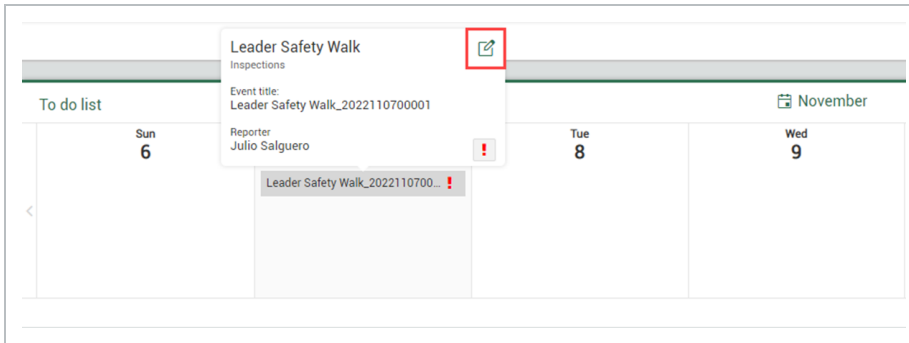 Leader Safety Walk
Inspections
Event title:
Leader Safety Walk_2022110700001
Reporter
Julio Salguero
To do list
November
Sun
6
Tue
8
Wed
9
Leader Safety Walk_2022110700...